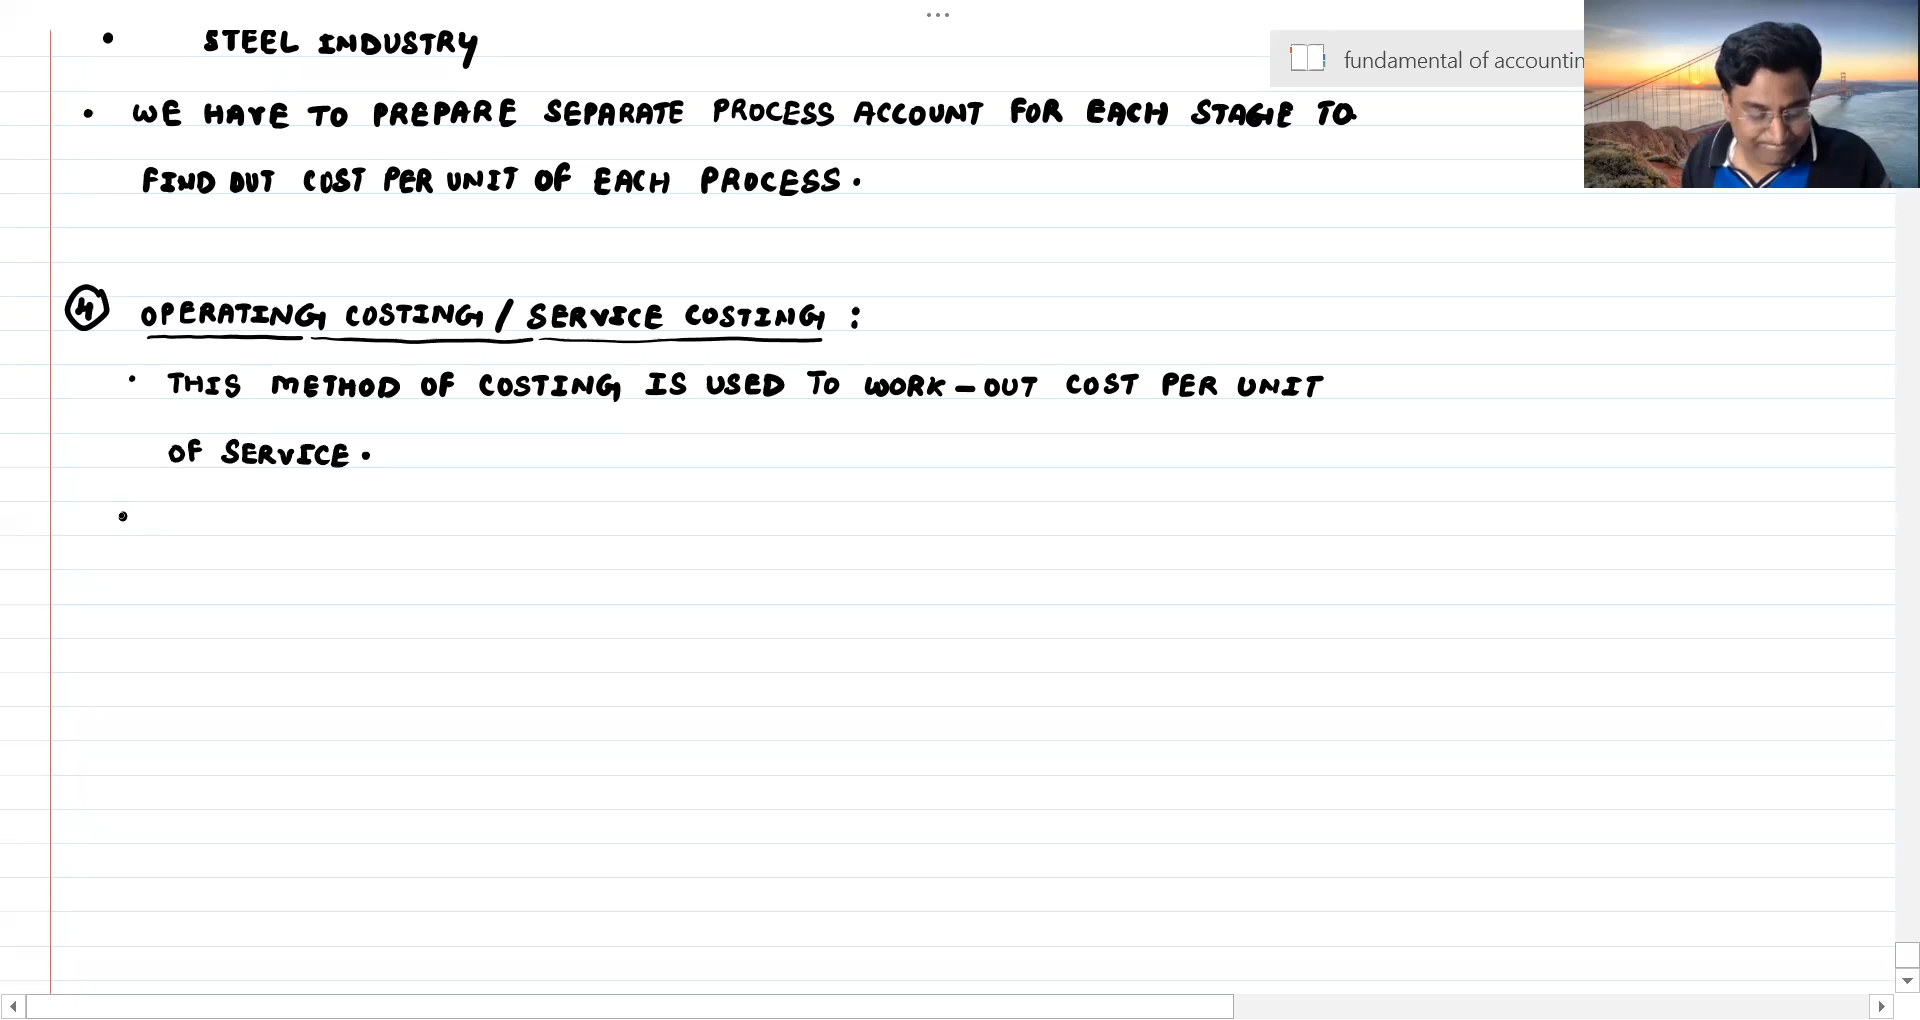 • STEEL INDUSTRY
fundamental of accountin
• WE HAVE TO PREPARE SEPARATE PROCESS ACCOUNT FOR EACH STAGE TO
FIND OUT COST PER UNIT OF EACH PROCESS.
④ OPERATING COSTING / SERVICE COSTING :
• THIS METHOD OF COSTING IS USED TO WORK-OUT COST PER UNIT
OF SERVICE.
•